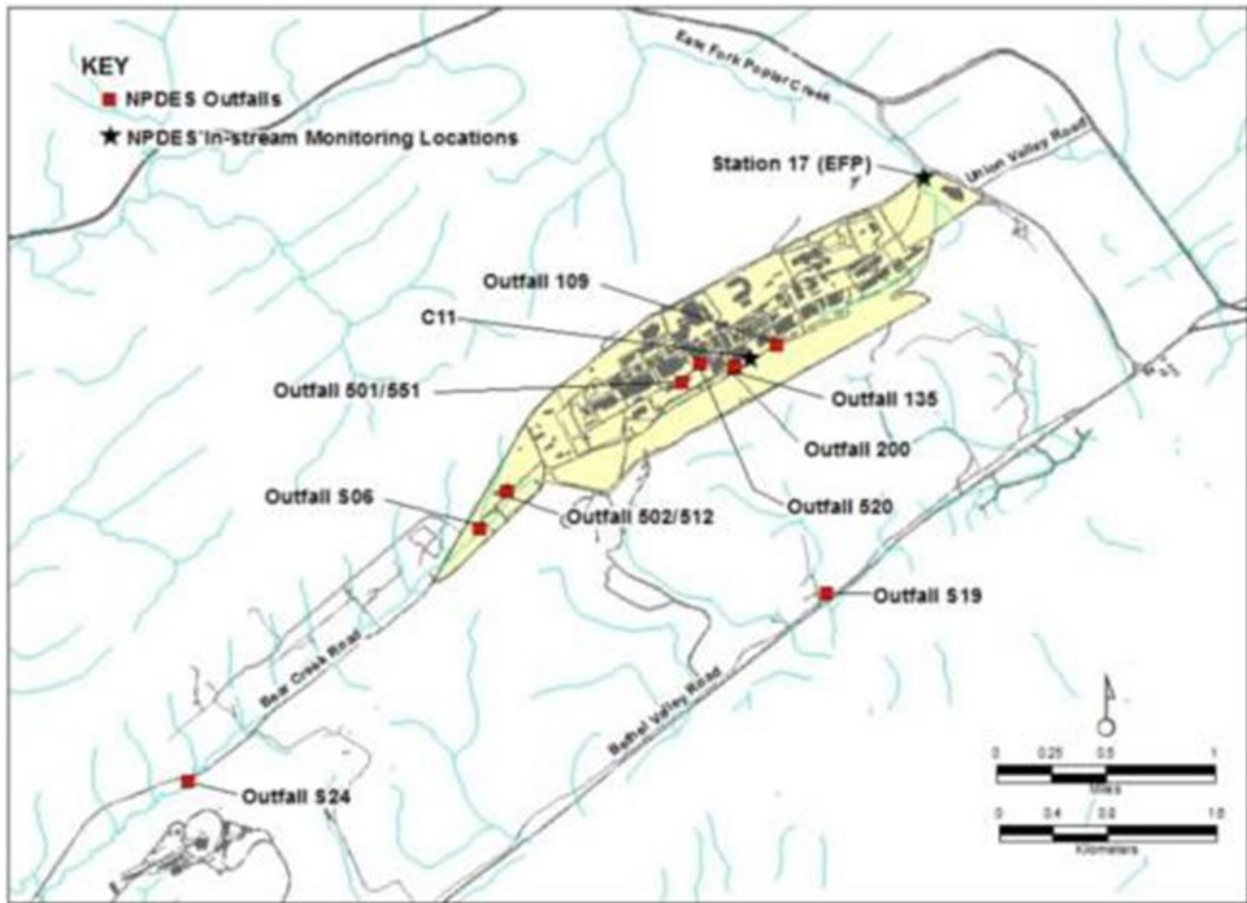 KEY
NPDES Outfalls
NPDES In-stream Monitoring Locations
East Fork Poplar Creek
Union Valley Road
Station 17 (EFP)
Outfall 109
C11
Outfall 501/551
Outfall 135
Outfall 200
Outfall S06
Outfall 502/512
Outfall 520
Outfall S19
Bear Creek Road
Bethel Valley Road
Outfall S24
0 0.25 0.5 1
Miles
0 0.4 0.8 1.6
Kilometers